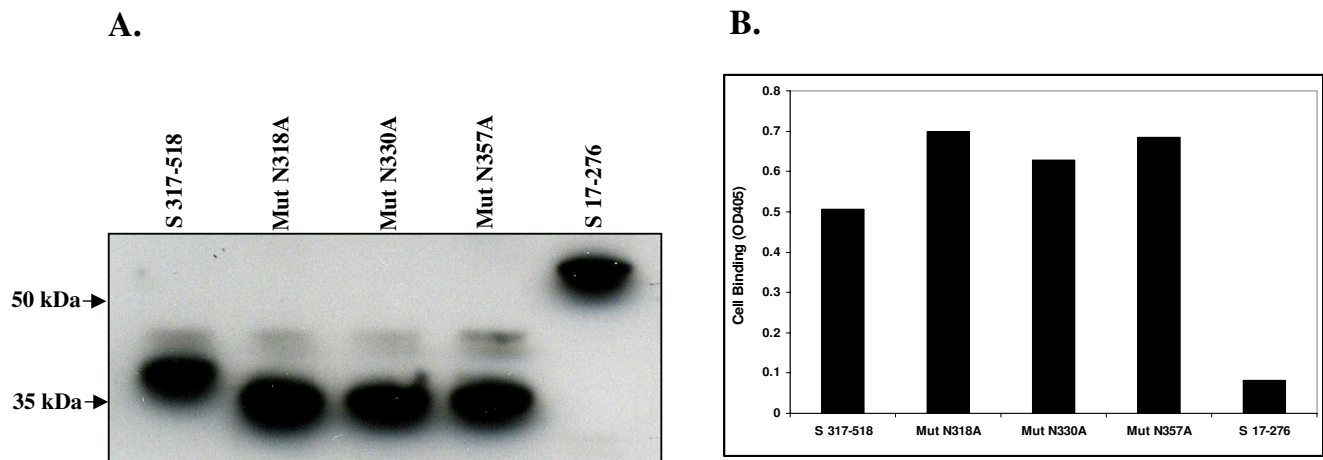 A.
S 317-518
Mut N318A
Mut N330A
Mut N357A
S 17-276
50 kDa
35 kDa
B.
0.8
0.7
0.6
0.5
0.4
0.3
0.2
0.1
0
Cell Binding (OD405)
S 317-518 Mut N318A Mut N330A Mut N357A S 17-276